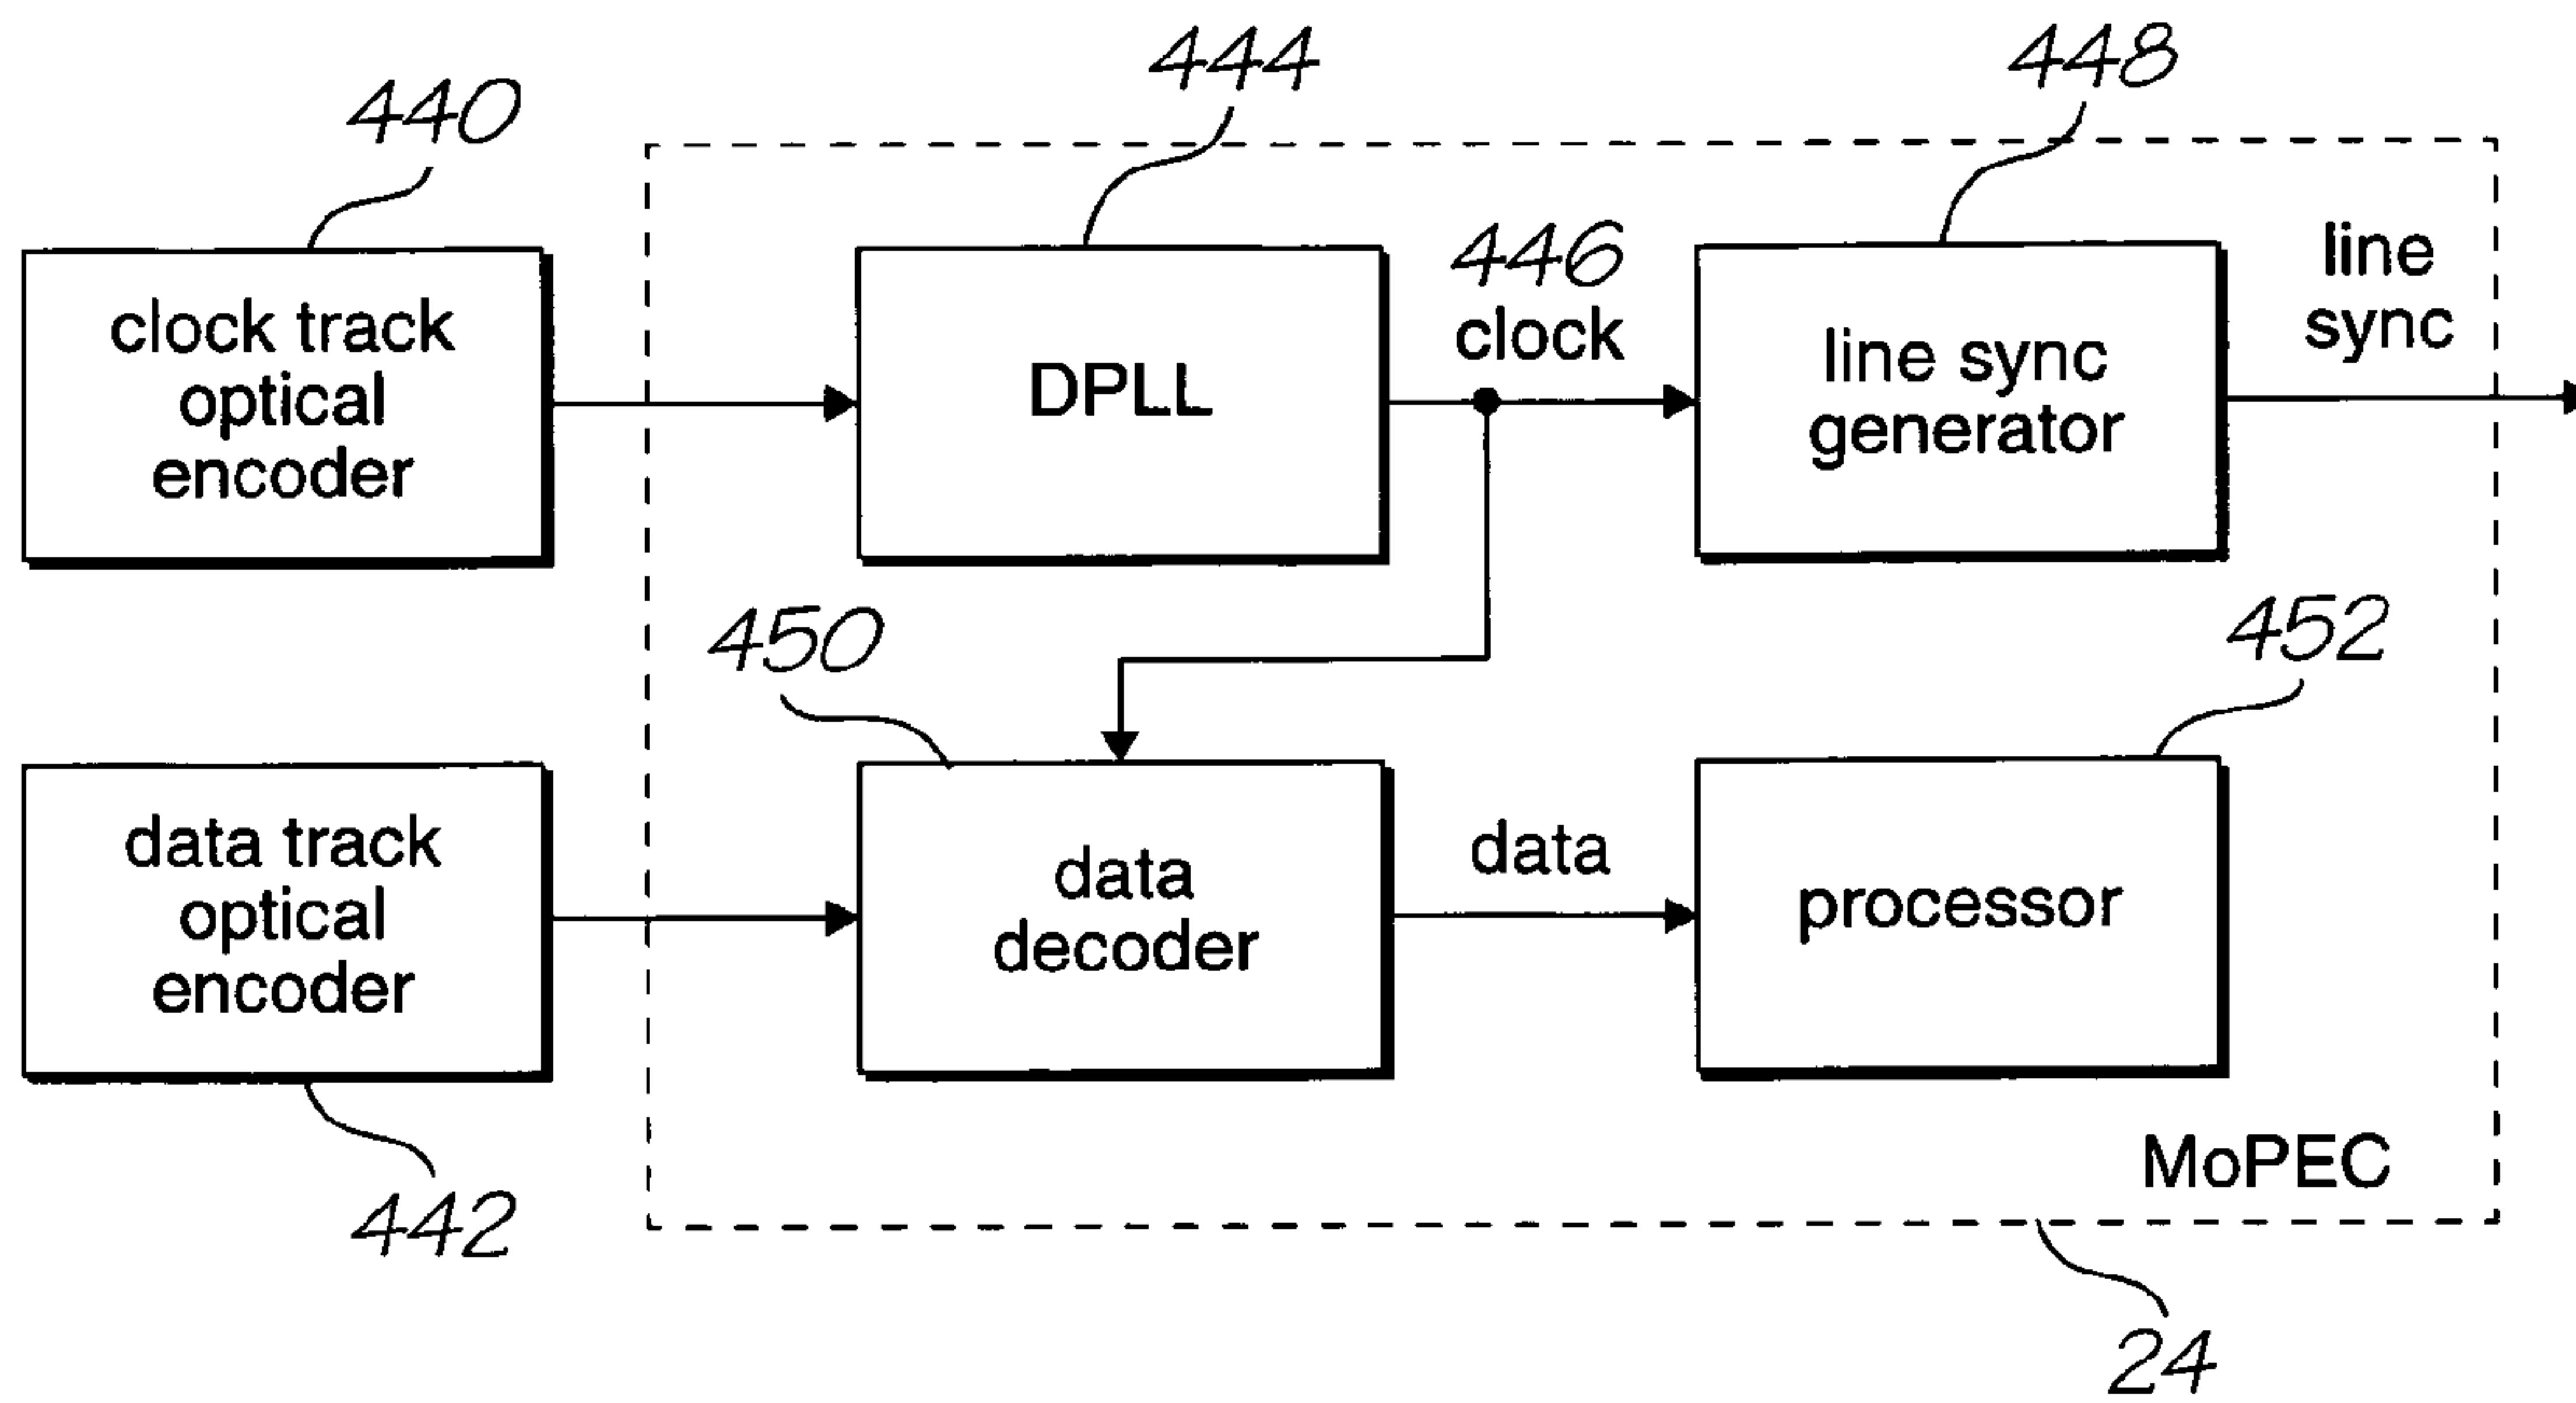 440
444
448
clock track
optical
encoder
DPLL
446
clock
line sync
generator
line
sync
450
452
data track
optical
encoder
data
decoder
data
processor
442
MoPEC
24